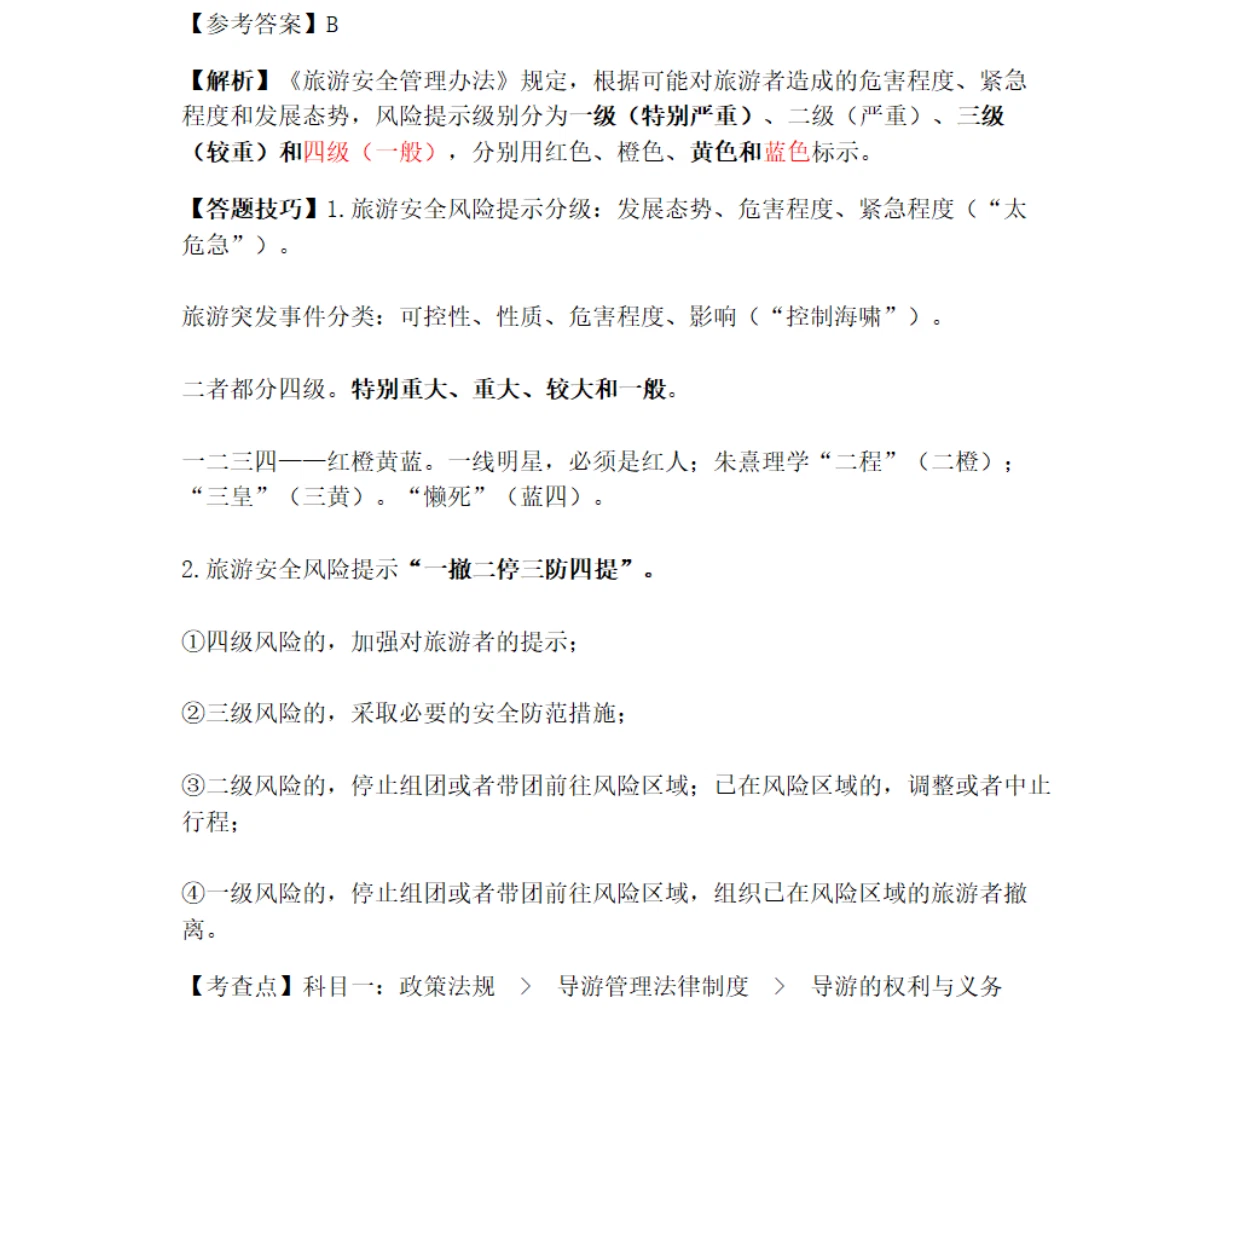 【参考答案】B
【解析】《旅游安全管理办法》规定，根据可能对旅游者造成的危害程度、紧急
程度和发展态势，风险提示级别分为一级（特别严重）、二级（严重）、三级
（较重）和四级（一般），分别用红色、橙色、黄色和蓝色标示。
【答题技巧】1.旅游安全风险提示分级：发展态势、危害程度、紧急程度（“太
危急”）。
旅游突发事件分类：可控性、性质、危害程度、影响（“控制海啸”）。
二者都分四级。特别重大、重大、较大和一般。
一二三四——红橙黄蓝。一线明星，必须是红人；朱熹理学“二程”（二橙）；
“三皇”（三黄）。“懒死”（蓝四）。
2.旅游安全风险提示“一撤二停三防四提”。
①四级风险的，加强对旅游者的提示；
②三级风险的，采取必要的安全防范措施；
③二级风险的，停止组团或者带团前往风险区域；已在风险区域的，调整或者中止
行程；
④一级风险的，停止组团或者带团前往风险区域，组织已在风险区域的旅游者撤
离。
【考查点】科目一：政策法规 > 导游管理法律制度 > 导游的权利与义务